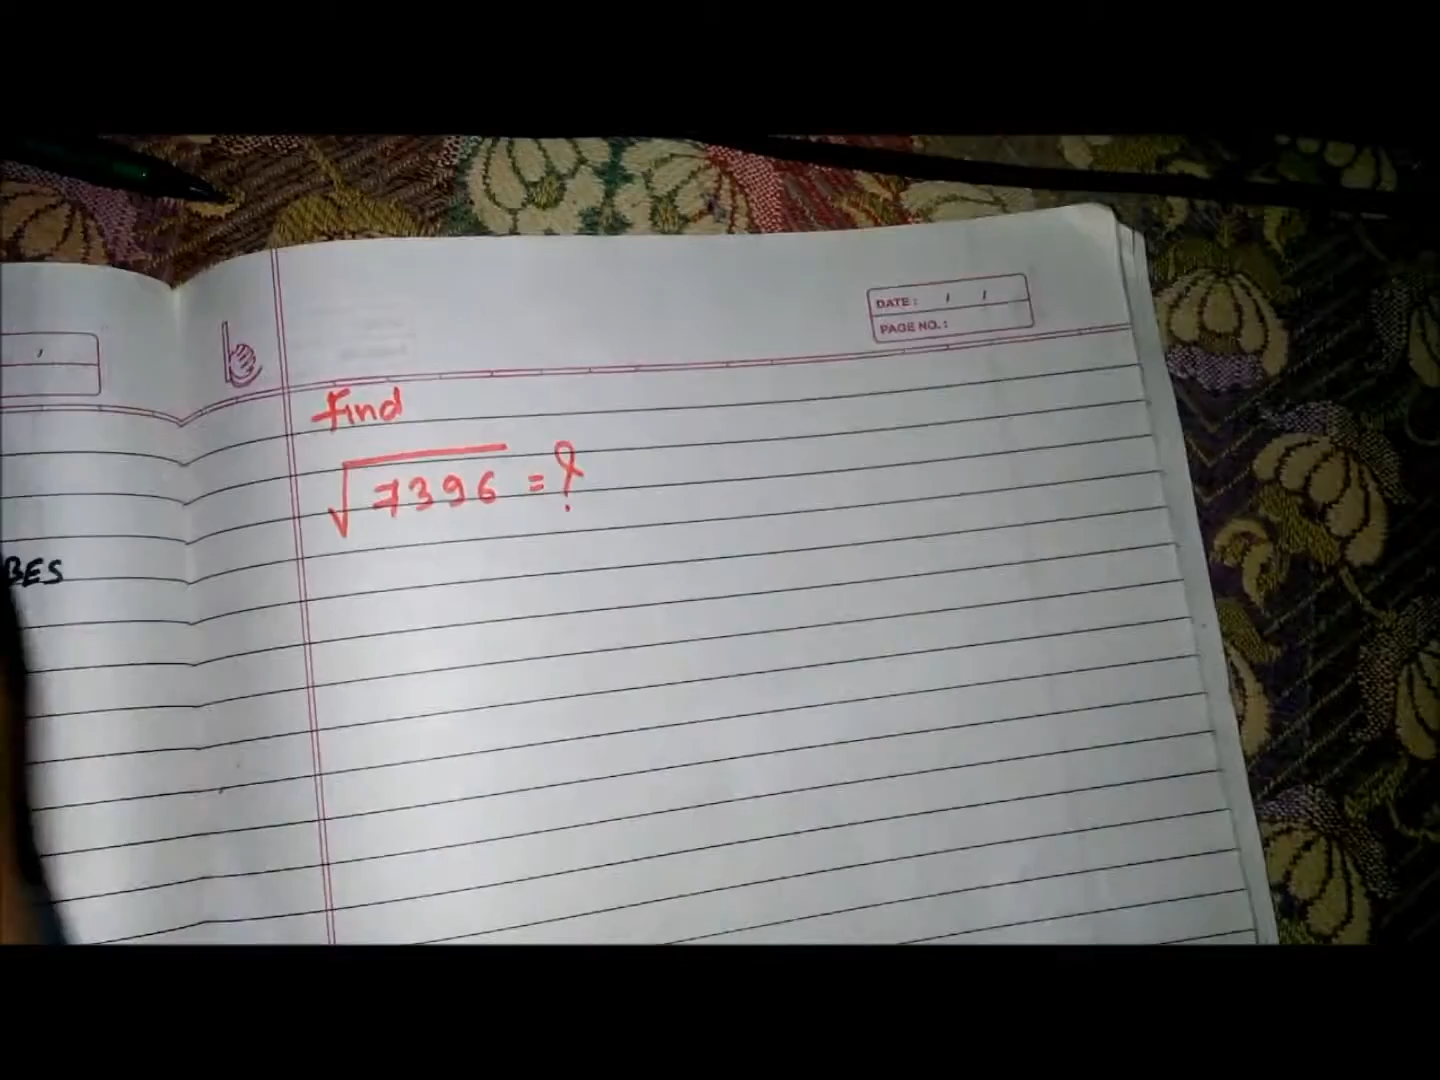 DATE: / /
PAGE NO.:
Find
√7396 = ?
BES